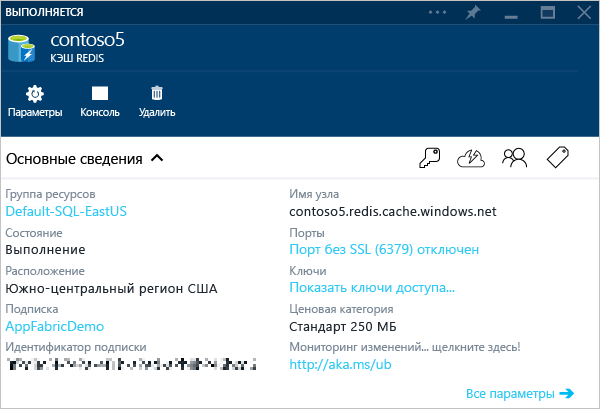 ВЫПОЛНЯЕТСЯ
contoso5
КЭШ REDIS
Параметры
Консоль
Удалить
Основные сведения
Группа ресурсов
Default-SQL-EastUS
Состояние
Выполнение
Расположение
Южно-центральный регион США
Подписка
AppFabricDemo
Идентификатор подписки
Имя узла
contoso5.redis.cache.windows.net
Порты
Порт без SSL (6379) отключен
Ключи
Показать ключи доступа...
Ценовая категория
Стандарт 250 МБ
Мониторинг изменений... щелкните здесь!
http://aka.ms/ub
Все параметры